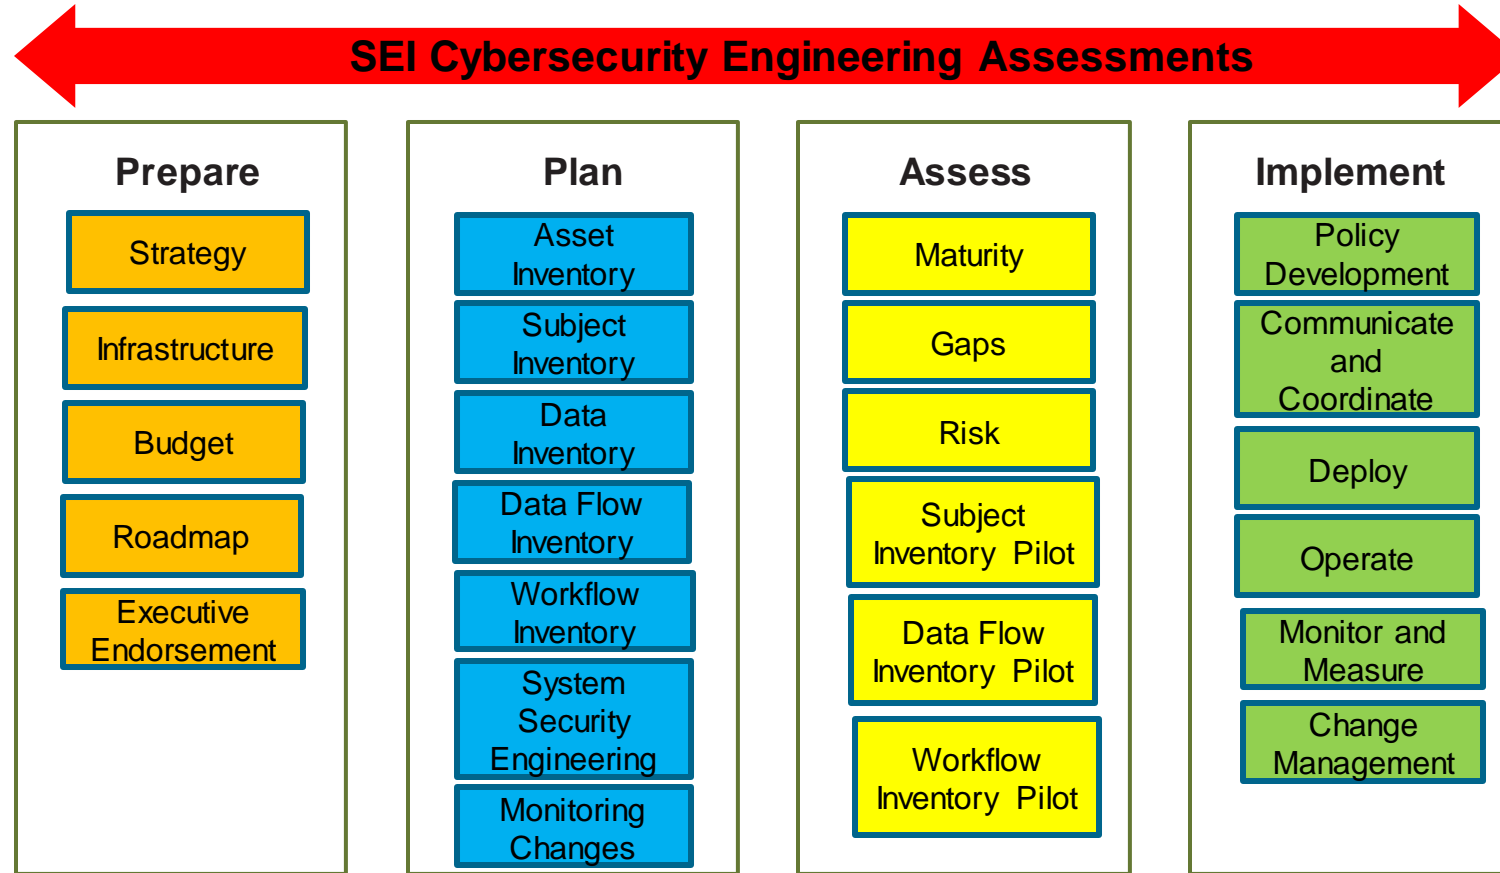 SEI Cybersecurity Engineering Assessments
Prepare
Strategy
Infrastructure
Budget
Roadmap
Executive
Endorsement
Plan
Asset
Inventory
Subject
Inventory
Data
Inventory
Data Flow
Inventory
Workflow
Inventory
System
Security
Engineering
Monitoring
Changes
Assess
Maturity
Gaps
Risk
Subject
Inventory Pilot
Data Flow
Inventory Pilot
Workflow
Inventory Pilot
Implement
Policy
Development
Communicate
and
Coordinate
Deploy
Operate
Monitor and
Measure
Change
Management